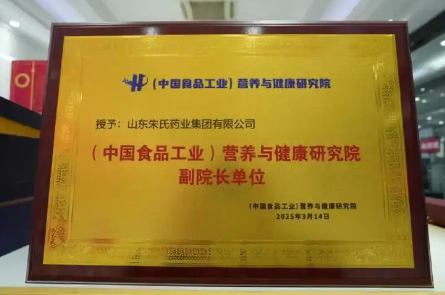 (中国食品工业)营养与健康研究院
授予：山东朱氏药业集团有限公司
(中国食品工业)营养与健康研究院
副院长单位
(中国食品工业)营养与健康研究院
2025年3月14日